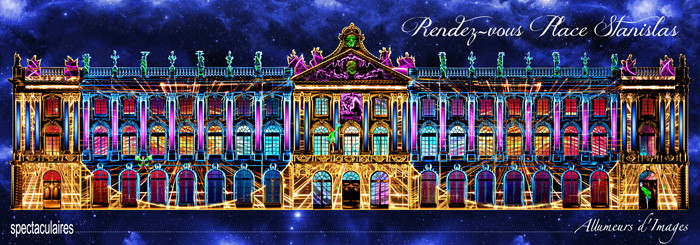 Rendez-vous Place Stanislas
spectaculaires
Allumeurs d'Images